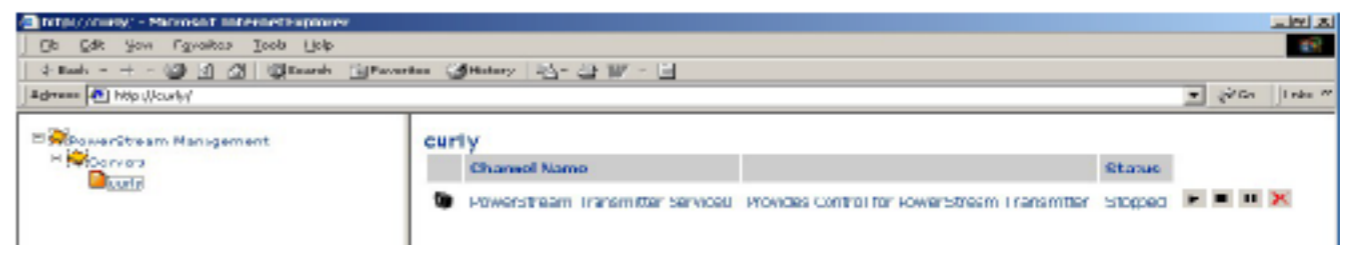 http://curly/ - Microsoft Internet Explorer
File Edit View Favorites Tools Help
Back Search Favorites History
Address http://curly/ Go Links »
PowerStream Management
Servers
curly
curly
Channel Name Status
PowerStream Transmitter Service0 Provides Control for PowerStream Transmitter Stopped